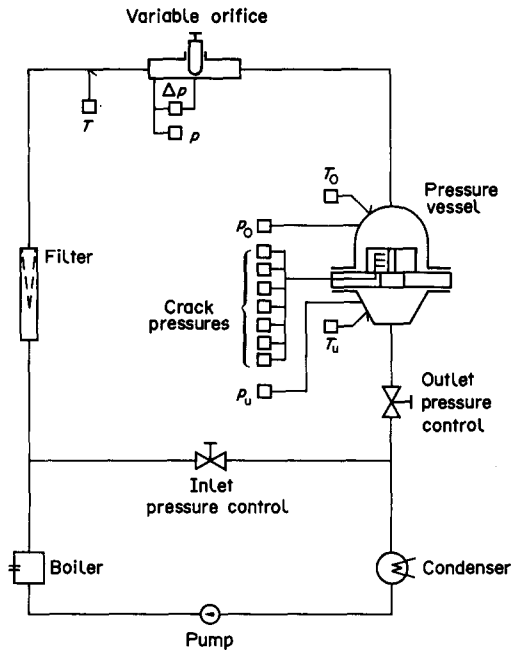 Variable orifice
Δp
T
p
T₀
Pressure
vessel
p₀
Filter
Crack
pressures
Tᵤ
pᵤ
Outlet
pressure
control
Inlet
pressure control
Boiler
Condenser
Pump